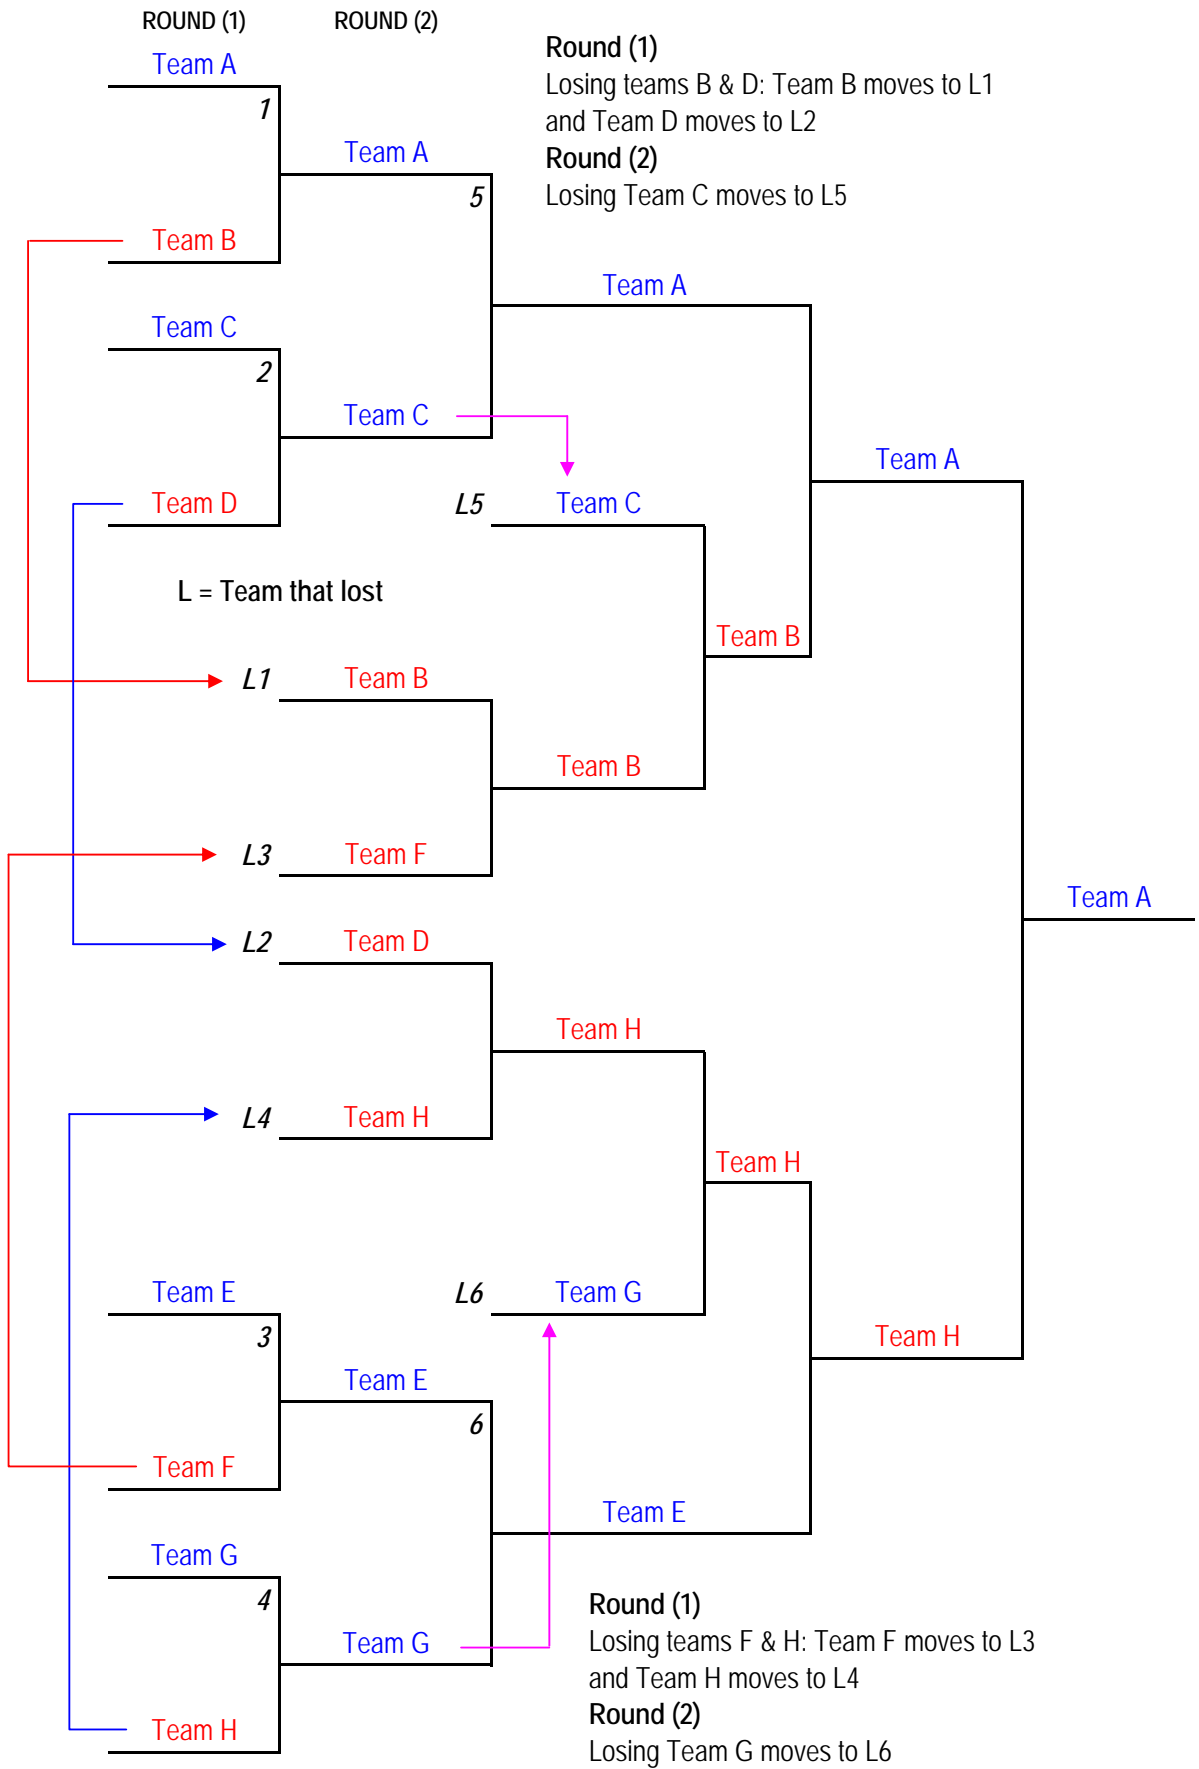 ROUND (1) ROUND (2)
Round (1)
Losing teams B & D: Team B moves to L1
and Team D moves to L2
Round (2)
Losing Team C moves to L5
Team A
1
Team A
5
Team B
Team A
Team C
2
Team C
Team A
Team D
L5 Team C
L = Team that lost
Team B
L1 Team B
Team B
L3 Team F
Team A
L2 Team D
Team H
L4 Team H
Team H
Team E
L6 Team G
3
Team H
Team E
6
Team F
Team E
Team G
4
Round (1)
Losing teams F & H: Team F moves to L3
Team G
and Team H moves to L4
Round (2)
Team H
Losing Team G moves to L6